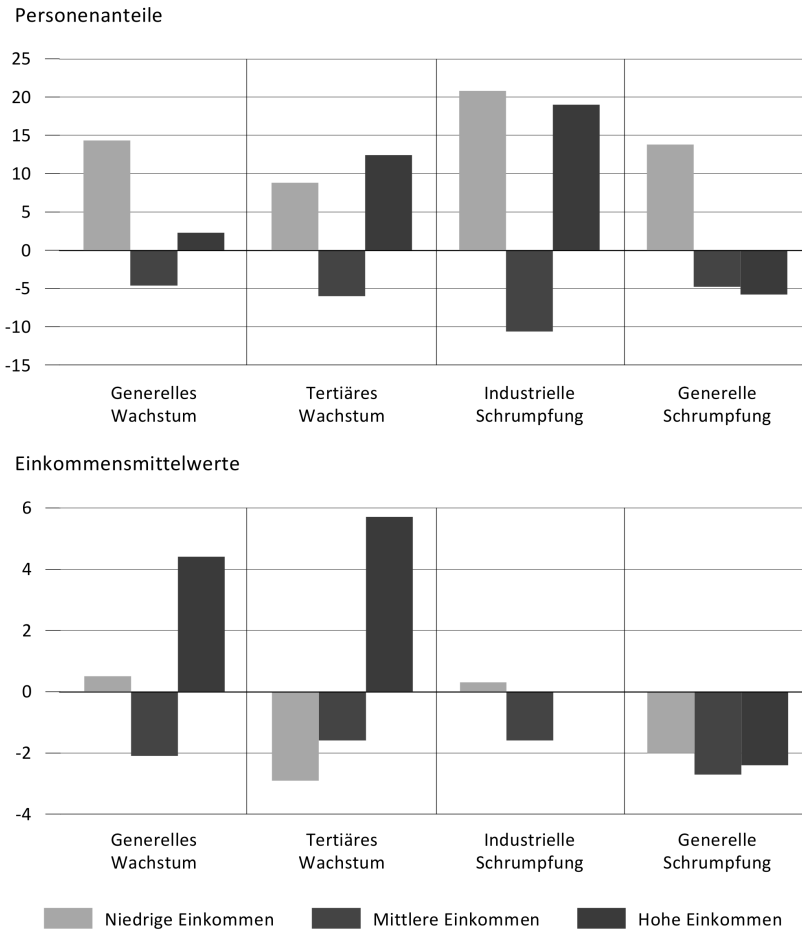 Personenanteile
25
20
15
10
5
0
-5
-10
-15
Generelles Wachstum
Tertiäres Wachstum
Industrielle Schrumpfung
Generelle Schrumpfung
Einkommensmittelwerte
6
4
2
0
-2
-4
Generelles Wachstum
Tertiäres Wachstum
Industrielle Schrumpfung
Generelle Schrumpfung
Niedrige Einkommen
Mittlere Einkommen
Hohe Einkommen